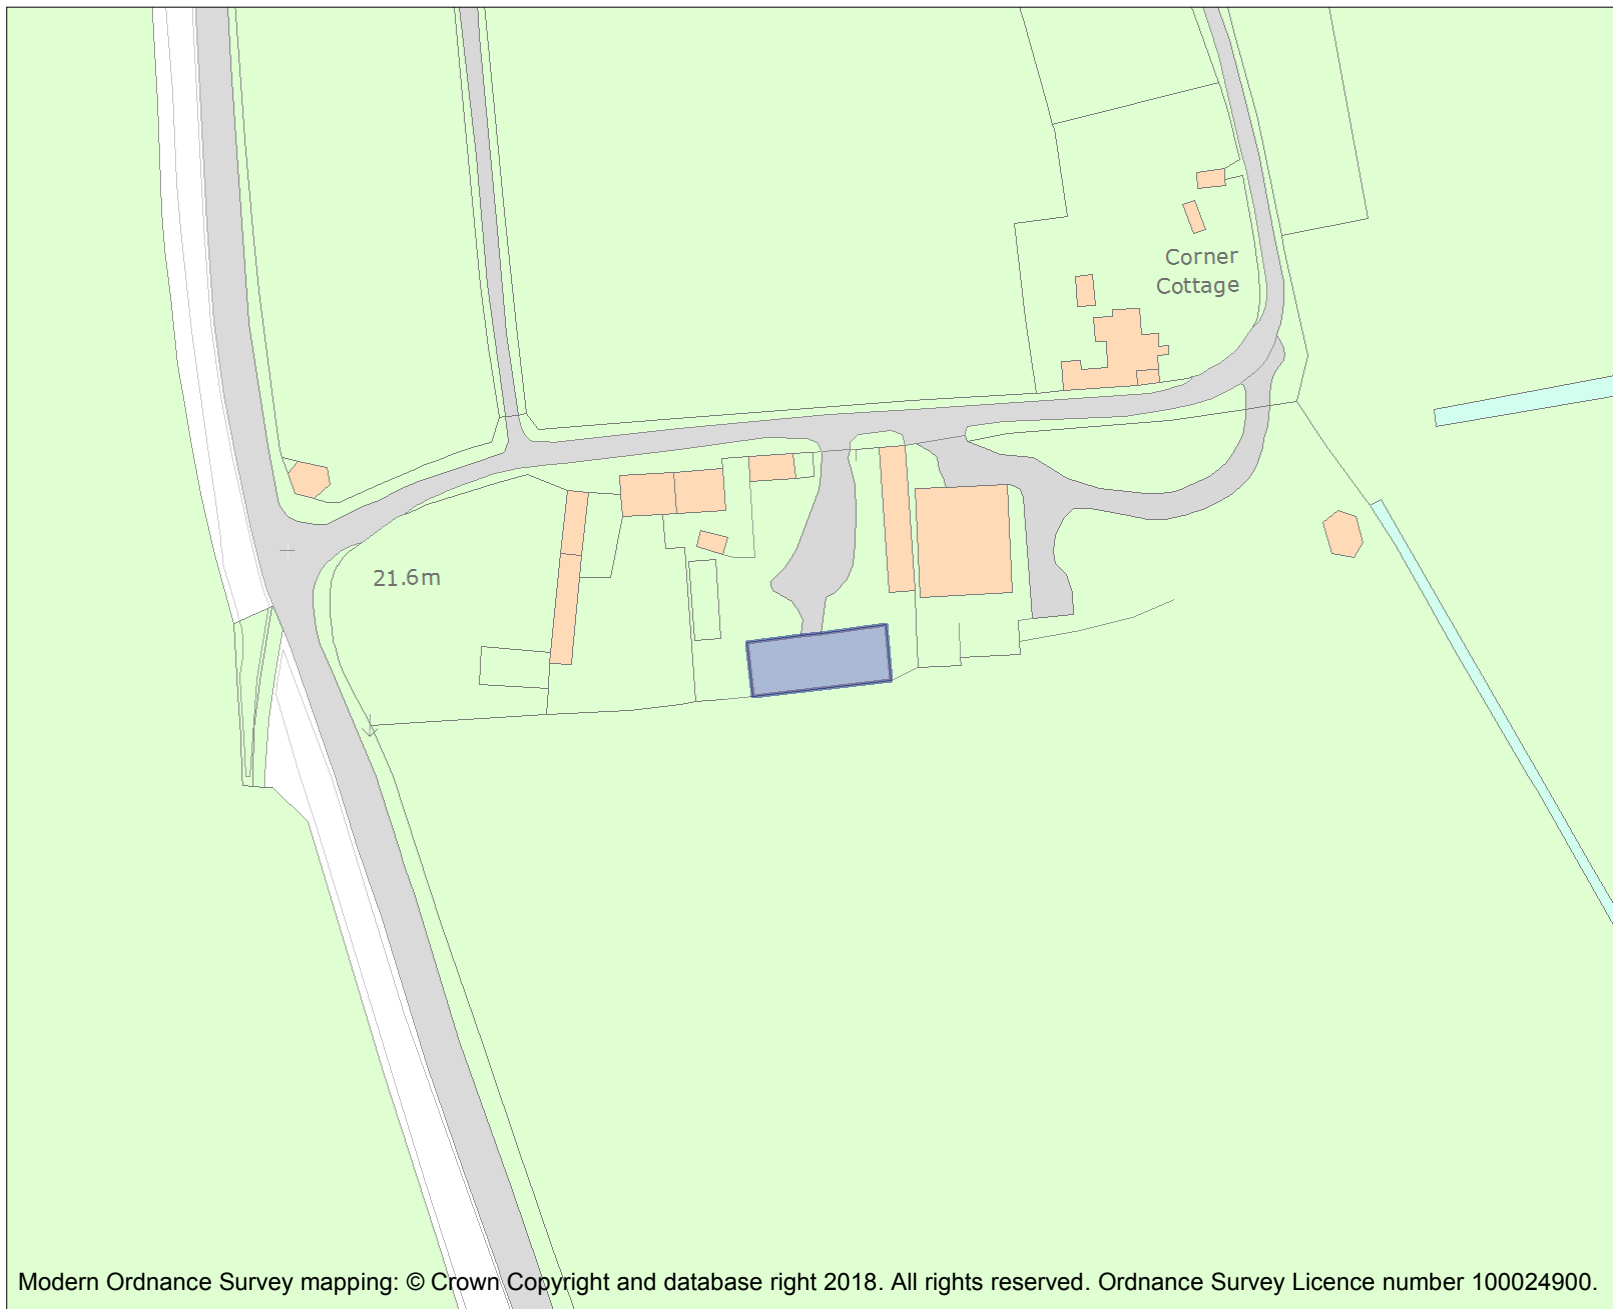 Corner
Cottage
21.6m
Modern Ordnance Survey mapping: © Crown Copyright and database right 2018. All rights reserved. Ordnance Survey Licence number 100024900.